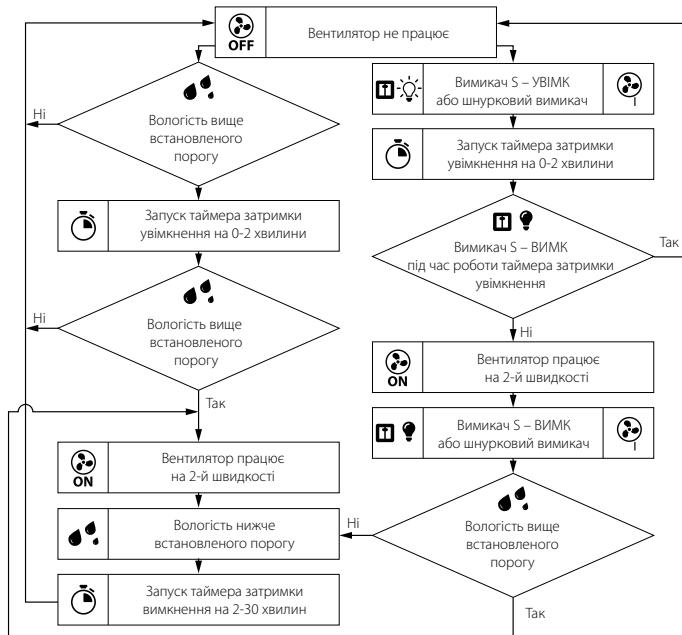 OFF
Вентилятор не працює
Ні
Вологість вище
встановленого
порогу
Запуск таймера затримки
увімкнення на 0-2 хвилини
Ні
Вологість вище
встановленого
порогу
Так
ON
Вентилятор працює
на 2-й швидкості
Вологість нижче
встановленого порогу
Запуск таймера затримки
вимкнення на 2-30 хвилин
Вимикач S – УВІМК
або шнурковий вимикач
Запуск таймера затримки
увімкнення на 0-2 хвилини
Вимикач S – ВИМК
під час роботи таймера затримки
увімкнення
Так
Ні
ON
Вентилятор працює
на 2-й швидкості
Вимикач S – ВИМК
або шнурковий вимикач
Ні
Вологість вище
встановленого
порогу
Так